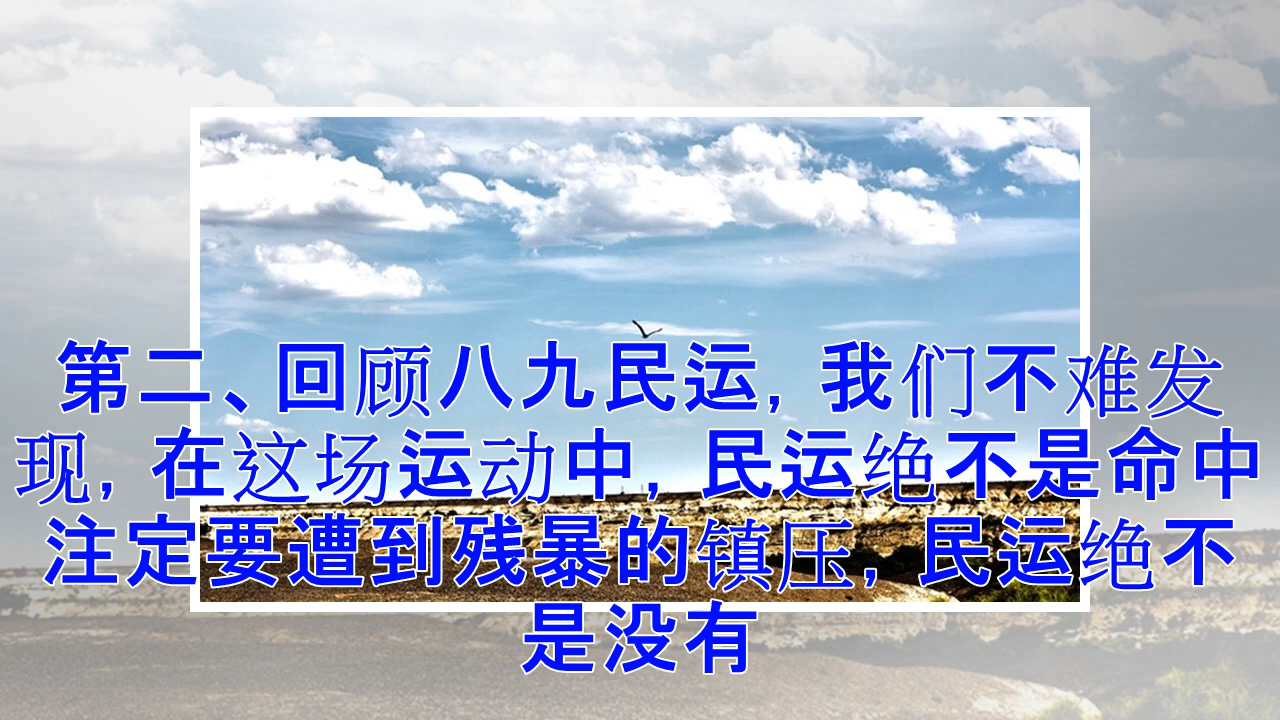 第二、回顾八九民运，我们不难发
现，在这场运动中，民运绝不是命中
注定要遭到残暴的镇压，民运绝不
是没有